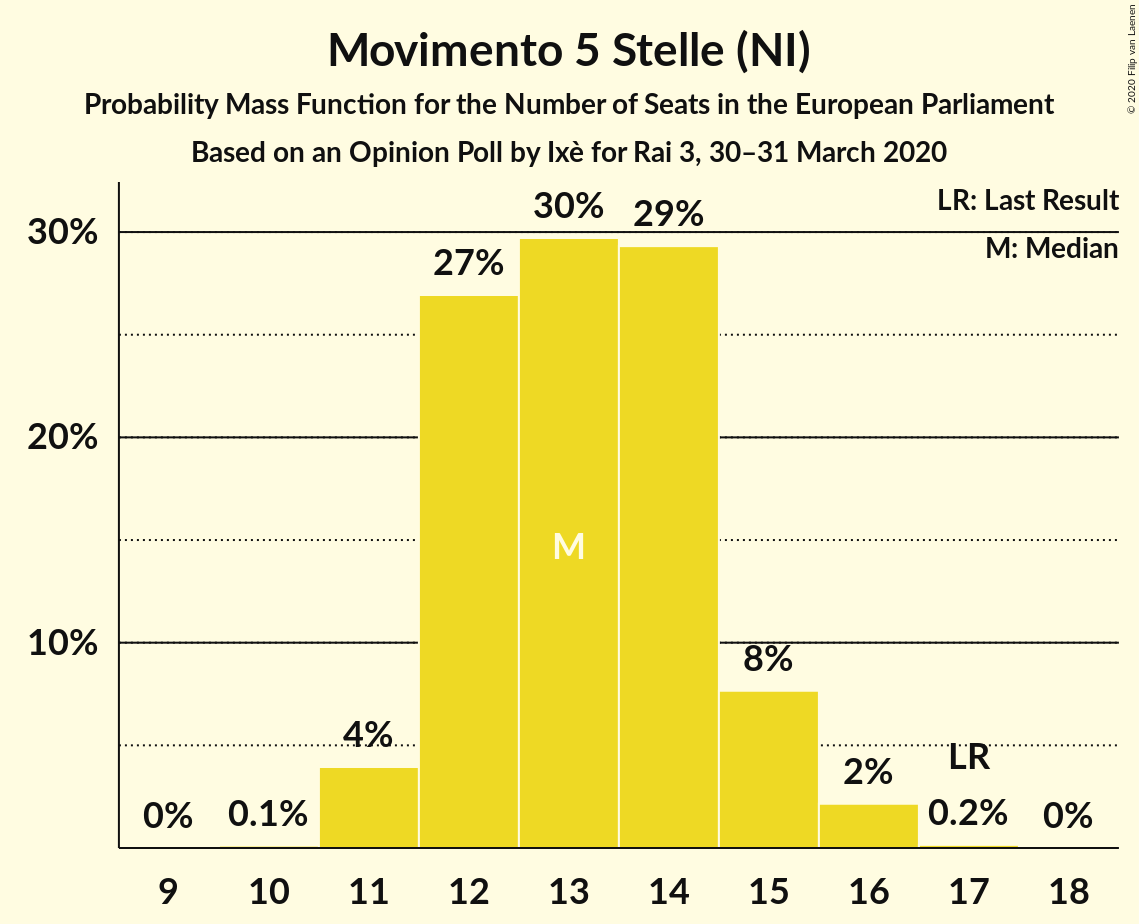 Movimento 5 Stelle (NI)
Probability Mass Function for the Number of Seats in the European Parliament
Based on an Opinion Poll by Ixè for Rai 3, 30–31 March 2020
© 2020 Filip van Laenen
LR: Last Result
M: Median
30%
20%
10%
0%
0.1%
4%
27%
30%
29%
8%
2%
LR
0.2%
0%
M
9
10
11
12
13
14
15
16
17
18